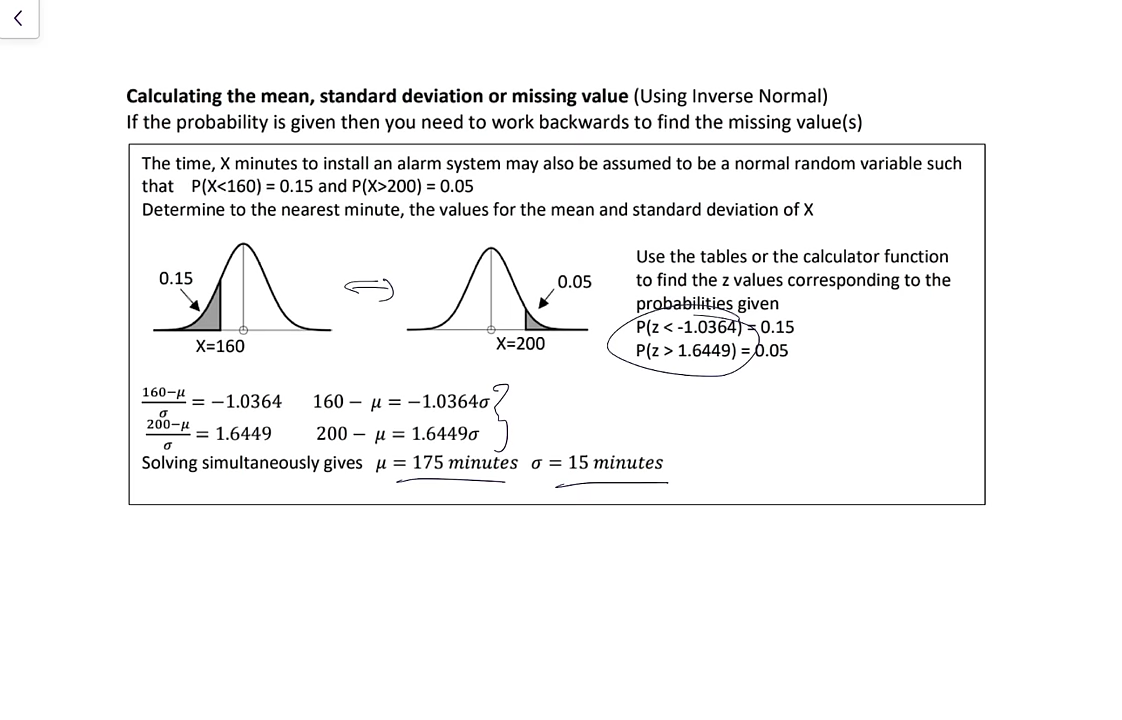 Calculating the mean, standard deviation or missing value (Using Inverse Normal)
If the probability is given then you need to work backwards to find the missing value(s)
The time, X minutes to install an alarm system may also be assumed to be a normal random variable such
that P(X<160) = 0.15 and P(X>200) = 0.05
Determine to the nearest minute, the values for the mean and standard deviation of X
0.15
X=160
0.05
X=200
Use the tables or the calculator function
to find the z values corresponding to the
probabilities given
P(z < -1.0364) = 0.15
P(z > 1.6449) = 0.05
(160−μ)/σ = −1.0364 160 − μ = −1.0364σ
(200−μ)/σ = 1.6449 200 − μ = 1.6449σ
Solving simultaneously gives μ = 175 minutes σ = 15 minutes